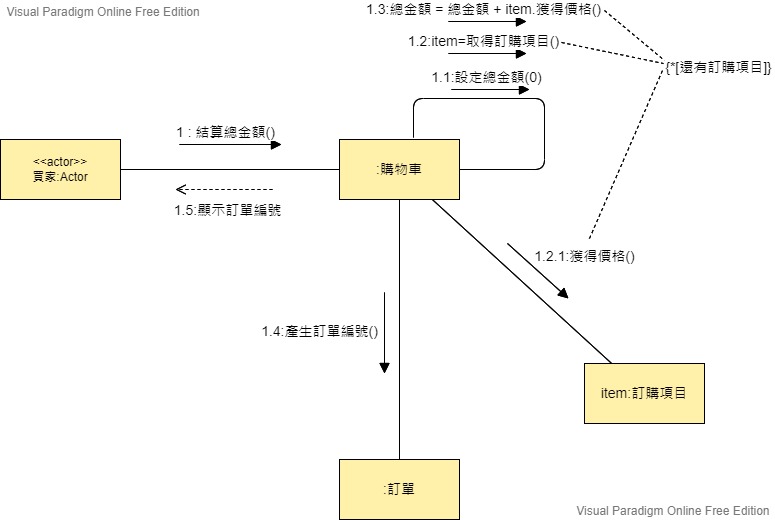 Visual Paradigm Online Free Edition
1.3:總金額 = 總金額 + item.獲得價格()
1.2:item=取得訂購項目()
{*[還有訂購項目]}
1.1:設定總金額(0)
1 : 結算總金額()
<<actor>>
買家:Actor
:購物車
1.5:顯示訂單編號
1.2.1:獲得價格()
1.4:產生訂單編號()
item:訂購項目
:訂單
Visual Paradigm Online Free Edition